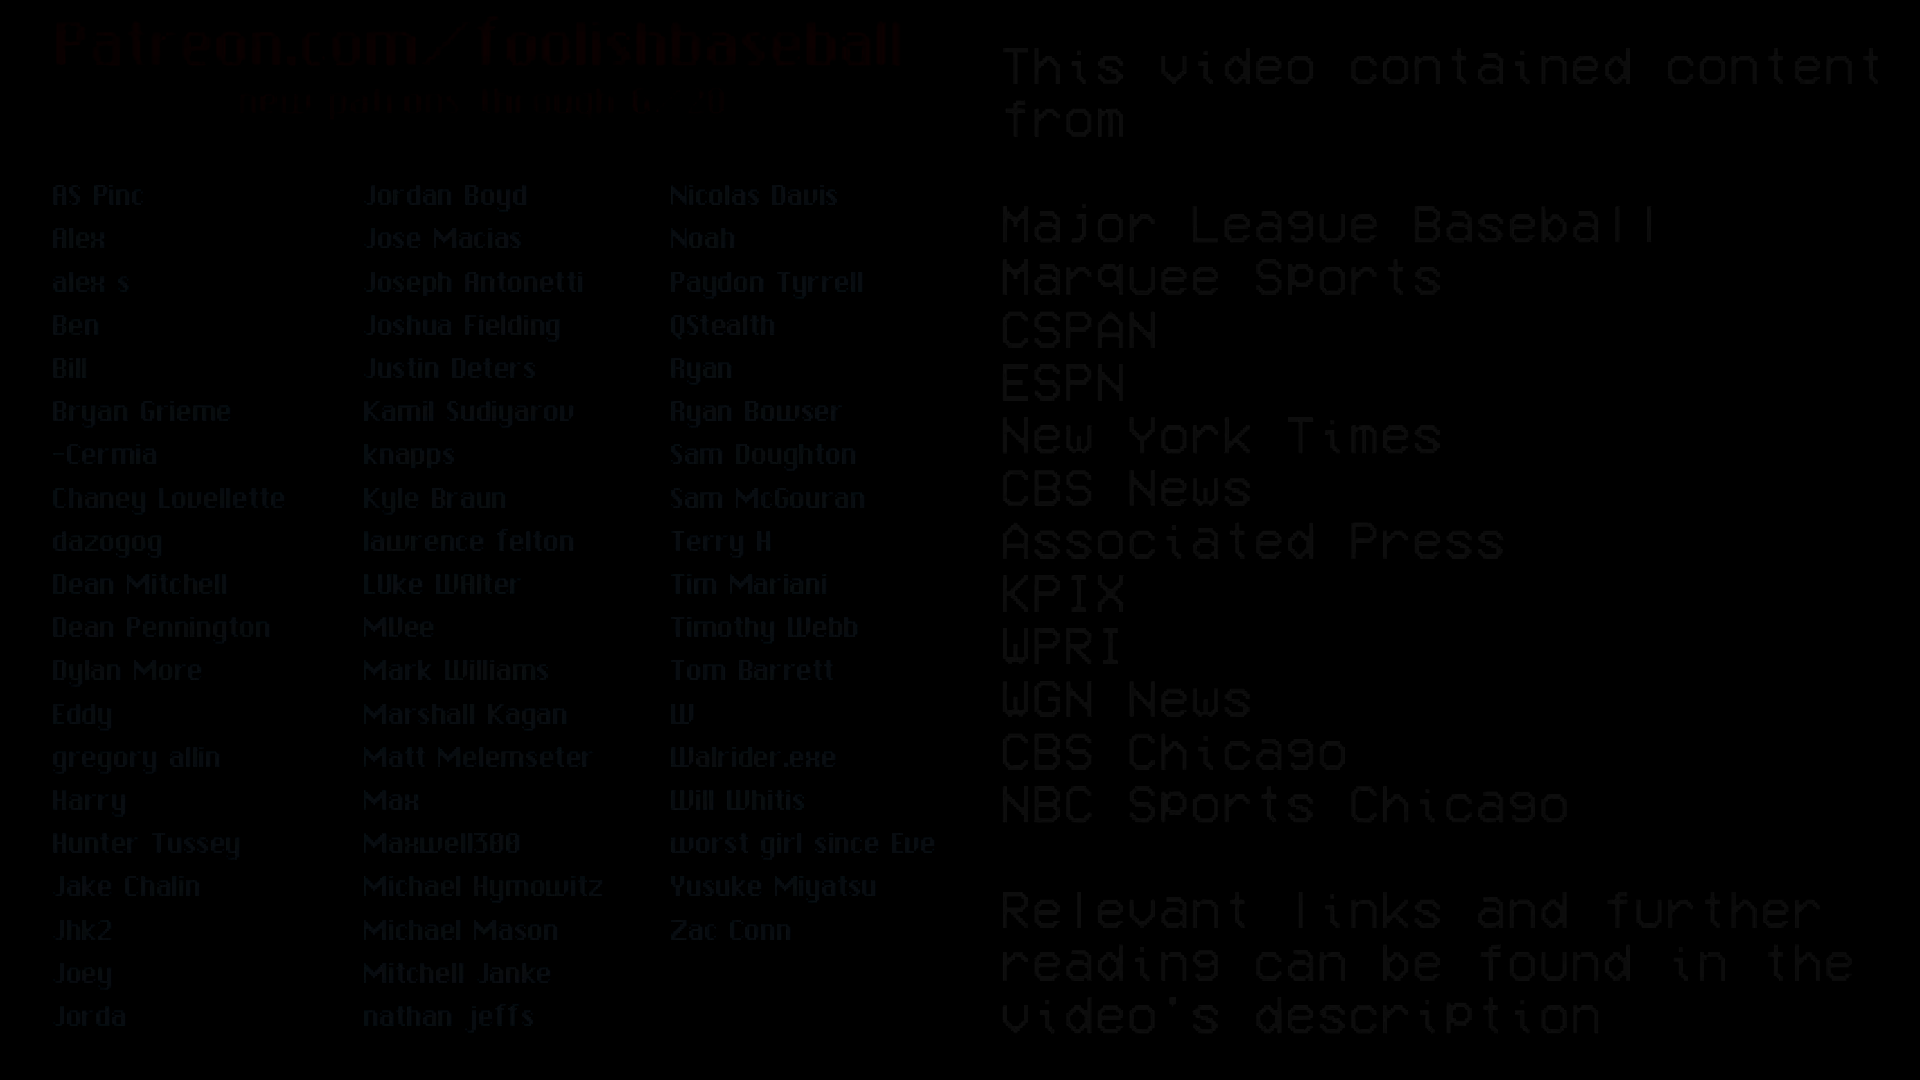 Patreon.com/foolishbaseball
new patrons through
AS Pinc
Alex
alex s
Ben
Bill
Bryan Grieme
-Cermia
Chaney Lovellette
dazogog
Dean Mitchell
Dean Pennington
Dylan More
Eddy
gregory allin
Harry
Hunter Tussey
Jake Chalin
Jhk2
Joey
Jorda
Jordan Boyd
Jose Macias
Joseph Antonetti
Joshua Fielding
Justin Deters
Kamil Sudiyarov
knapps
Kyle Braun
lawrence felton
LUke WAlter
MVee
Mark Williams
Marshall Kagan
Matt Melemseter
Max
Maxwell300
Michael Hymowitz
Michael Mason
Mitchell Janke
nathan jeffs
Nicolas Davis
Noah
Paydon Tyrrell
QStealth
Ryan
Ryan Bowser
Sam Doughton
Sam McGouran
Terry H
Tim Mariani
Timothy Webb
Tom Barrett
W
Walrider.exe
Will Whitis
worst girl since Eve
Yusuke Miyatsu
Zac Conn
This video contained content
from
Major League Baseball
Marquee Sports
CSPAN
ESPN
New York Times
CBS News
Associated Press
KPIX
WPRI
WGN News
CBS Chicago
NBC Sports Chicago
Relevant links and further
reading can be found in the
video's description